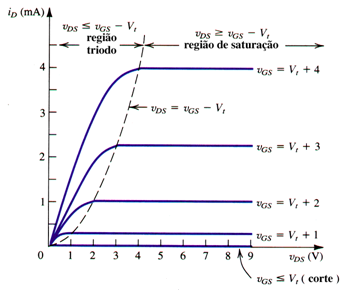 i_D (mA)
v_DS ≤ v_GS − V_t
região
triodo
v_DS ≥ v_GS − V_t
região de saturação
4
v_GS = V_t + 4
v_DS = v_GS − V_t
3
v_GS = V_t + 3
2
v_GS = V_t + 2
1
v_GS = V_t + 1
0 1 2 3 4 5 6 7 8 9 v_DS (V)
v_GS ≤ V_t ( corte )